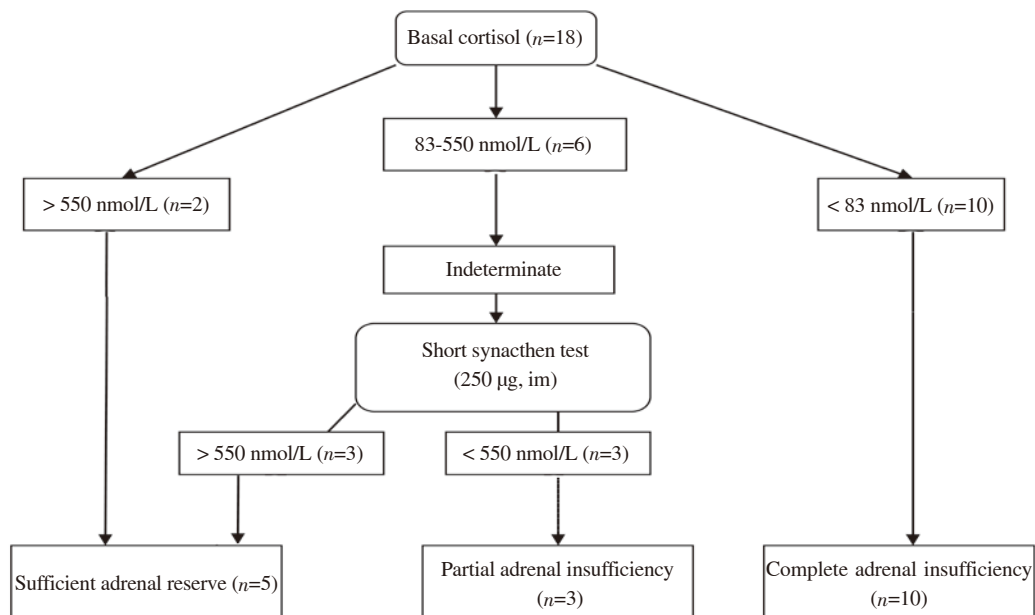 Basal cortisol (n=18)
83-550 nmol/L (n=6)
> 550 nmol/L (n=2)
< 83 nmol/L (n=10)
Indeterminate
Short synacthen test
(250 µg, im)
> 550 nmol/L (n=3)
< 550 nmol/L (n=3)
Sufficient adrenal reserve (n=5)
Partial adrenal insufficiency
(n=3)
Complete adrenal insufficiency
(n=10)